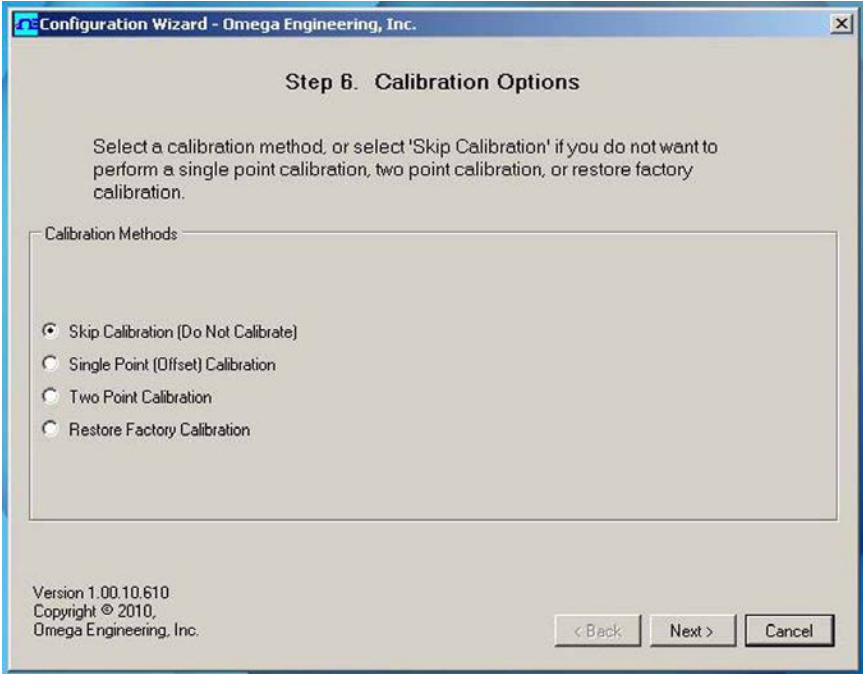 Configuration Wizard - Omega Engineering, Inc.
Step 6. Calibration Options
Select a calibration method, or select 'Skip Calibration' if you do not want to
perform a single point calibration, two point calibration, or restore factory
calibration.
Calibration Methods
Skip Calibration (Do Not Calibrate)
Single Point (Offset) Calibration
Two Point Calibration
Restore Factory Calibration
Version 1.00.10.610
Copyright © 2010,
Omega Engineering, Inc.
< Back Next > Cancel